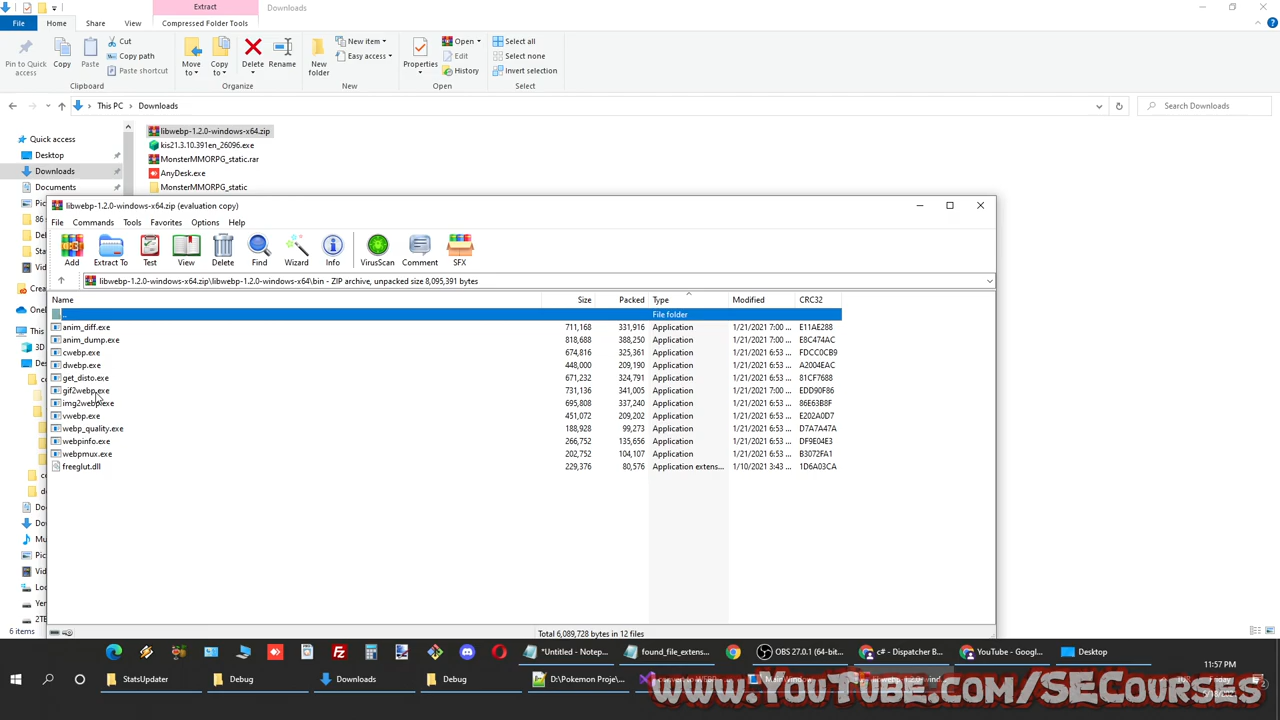 Extract
Downloads
File
Home
Share
View
Compressed Folder Tools
Pin to Quick access
Copy
Paste
Cut
Copy path
Paste shortcut
Clipboard
Move to
Copy to
Delete
Rename
Organize
New folder
New item
Easy access
New
Properties
Open
Edit
History
Open
Select all
Select none
Invert selection
Select
This PC
Downloads
Search Downloads
Quick access
Desktop
Downloads
Documents
libwebp-1.2.0-windows-x64.zip
kis21.3.10.391en_26096.exe
MonsterMMORPG_static.rar
AnyDesk.exe
MonsterMMORPG_static
libwebp-1.2.0-windows-x64.zip (evaluation copy)
File Commands Tools Favorites Options Help
Add Extract To Test View Delete Find Wizard Info VirusScan Comment SFX
libwebp-1.2.0-windows-x64.zip\libwebp-1.2.0-windows-x64\bin - ZIP archive, unpacked size 8,095,391 bytes
Name Size Packed Type Modified CRC32
.. File folder
anim_diff.exe 711,168 331,916 Application 1/21/2021 7:00 ... E11AE288
anim_dump.exe 818,688 388,250 Application 1/21/2021 7:00 ... E8C474AC
cwebp.exe 674,816 325,361 Application 1/21/2021 6:53 ... FDCC0CB9
dwebp.exe 448,000 209,190 Application 1/21/2021 6:53 ... A2004EAC
get_disto.exe 671,232 324,791 Application 1/21/2021 6:53 ... 81CF7688
gif2webp.exe 731,136 341,005 Application 1/21/2021 7:00 ... EDD90F86
img2webp.exe 695,808 337,240 Application 1/21/2021 6:53 ... 86E63B8F
vwebp.exe 451,072 209,202 Application 1/21/2021 6:53 ... E202A0D7
webp_quality.exe 188,928 99,273 Application 1/21/2021 6:53 ... D7A7A47A
webpinfo.exe 266,752 135,656 Application 1/21/2021 6:53 ... DF9E04E3
webpmux.exe 202,752 104,107 Application 1/21/2021 6:53 ... B3072FA1
freeglut.dll 229,376 80,576 Application extens... 1/10/2021 3:43 ... 1D6A03CA
Total 6,089,728 bytes in 12 files
6 items
*Untitled - Notep...
found_file_extens...
OBS 27.0.1 (64-bit...
c# - Dispatcher B...
YouTube - Googl...
Desktop
11:57 PM
StatsUpdater
Debug
Downloads
Debug
D:\Pokemon Proje...
MainWindow
Friday
www.YouTube.com/SECourses